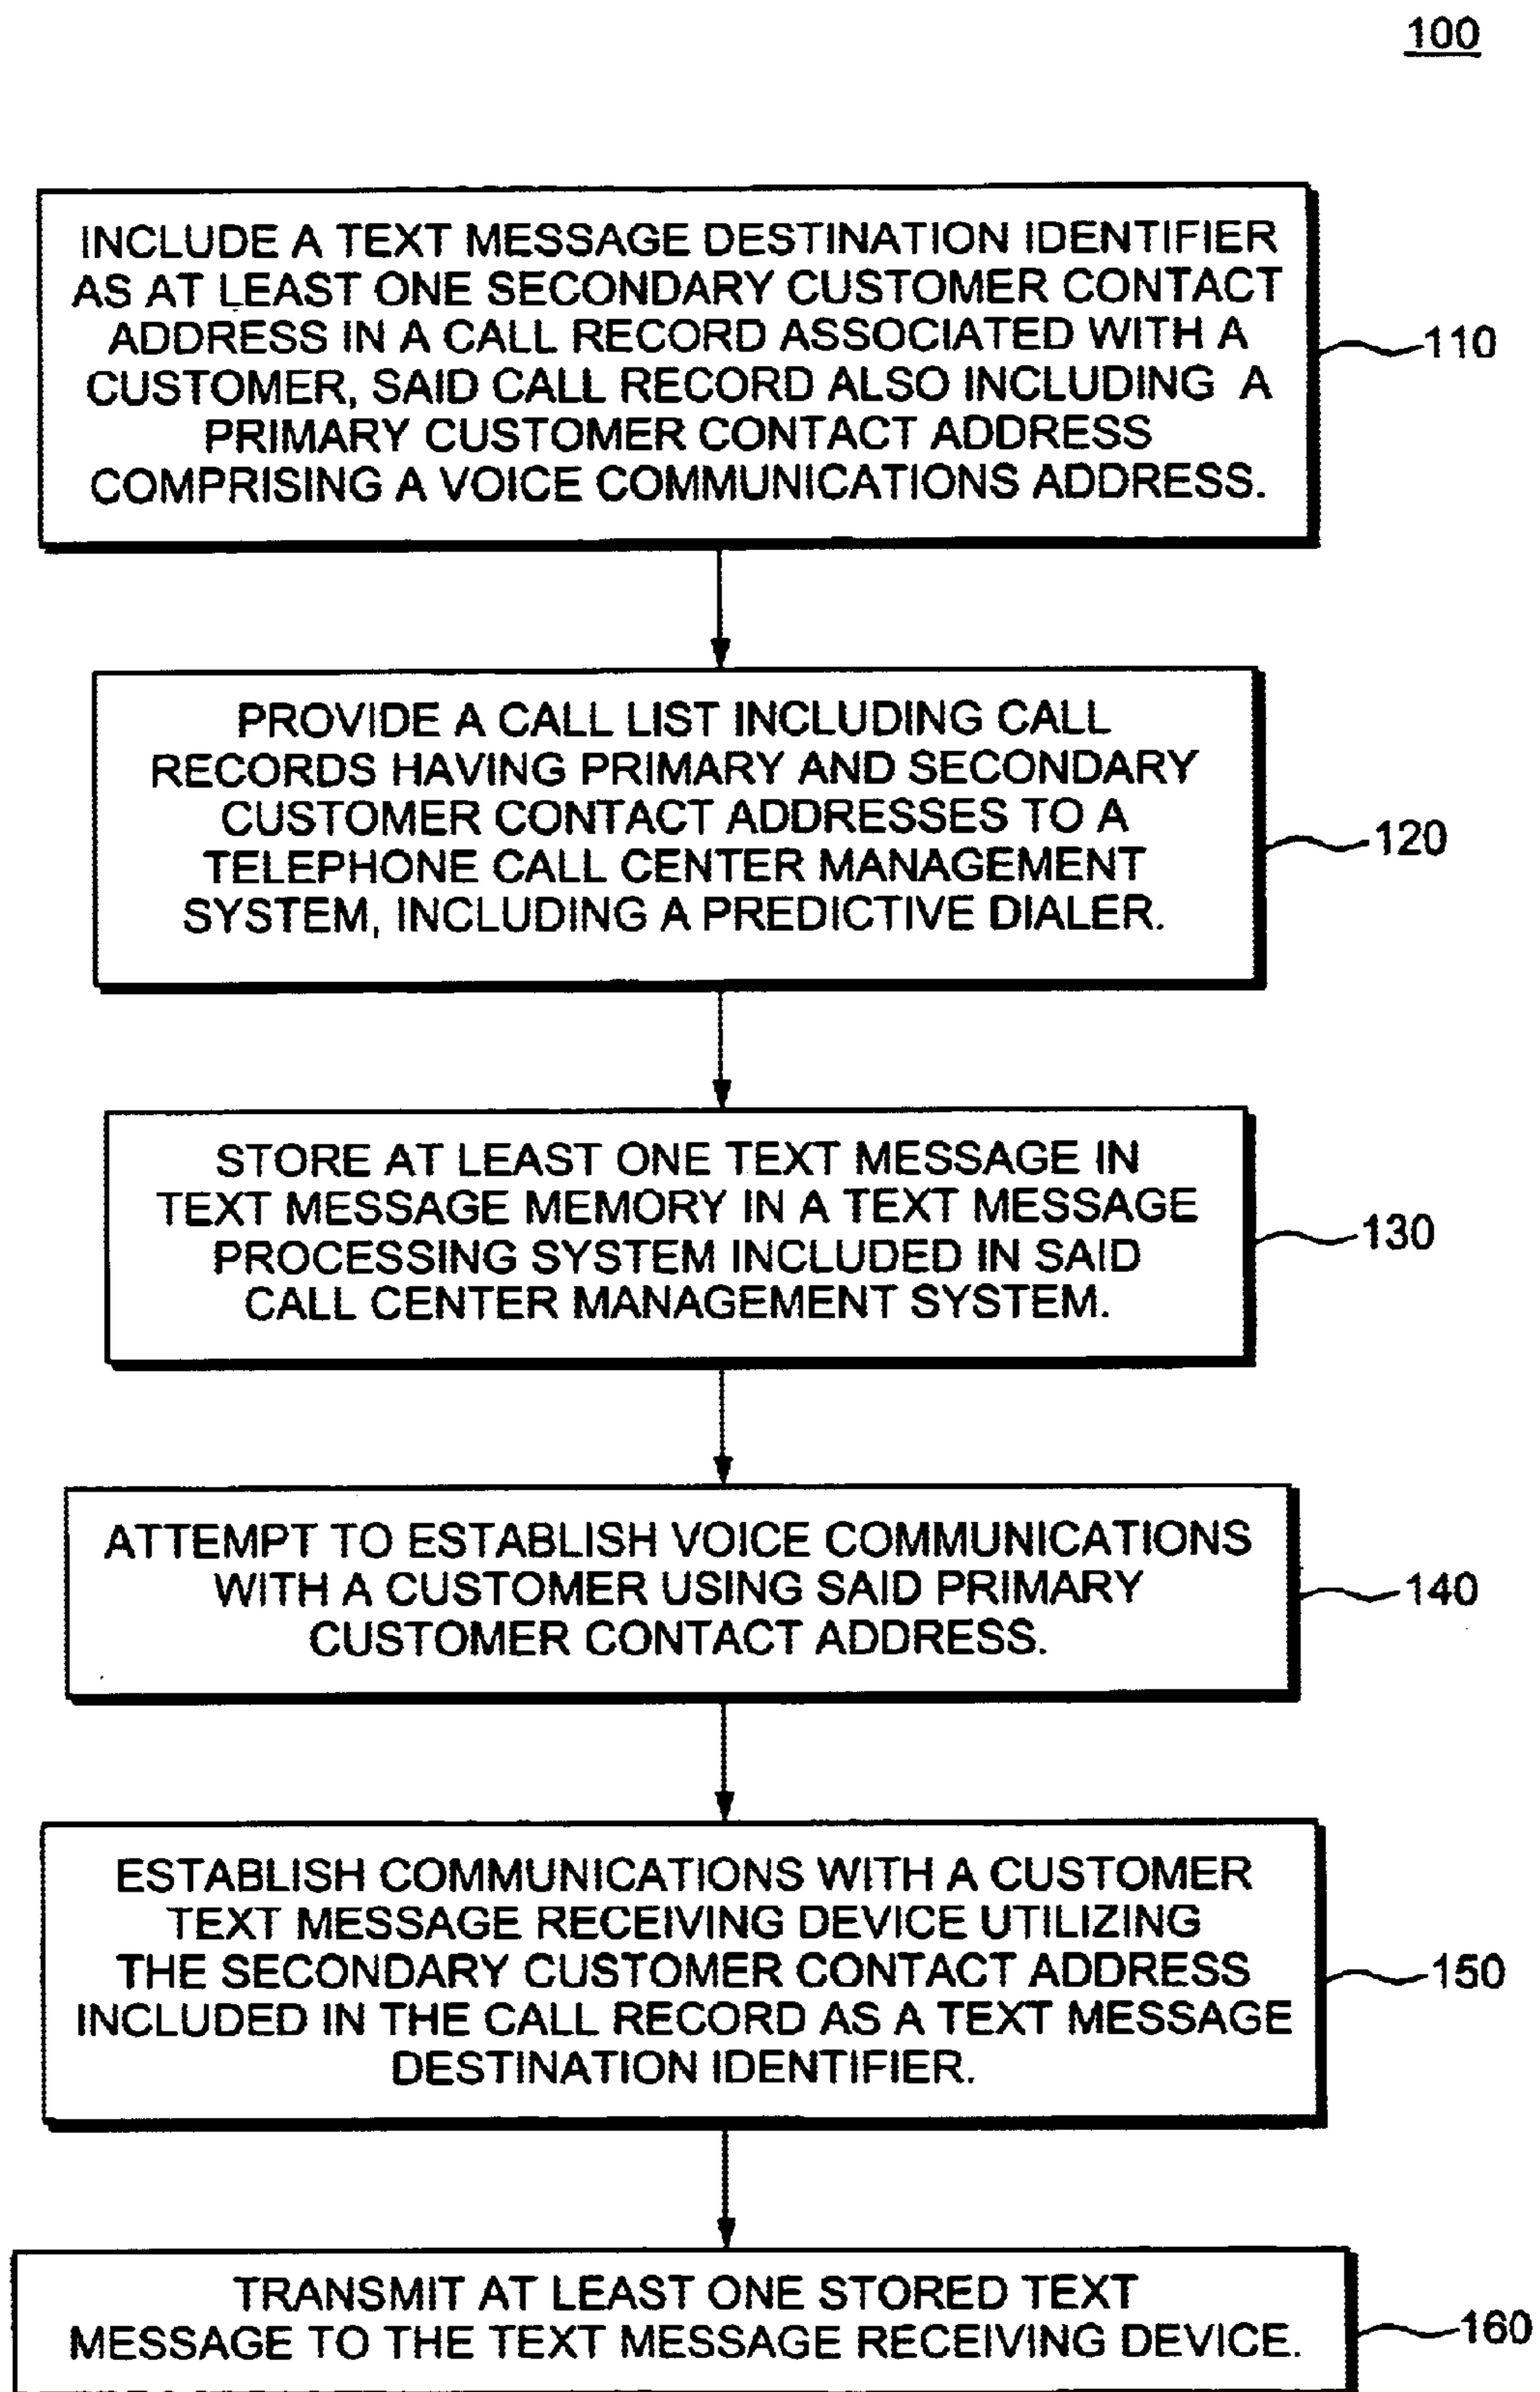 100
INCLUDE A TEXT MESSAGE DESTINATION IDENTIFIER
AS AT LEAST ONE SECONDARY CUSTOMER CONTACT
ADDRESS IN A CALL RECORD ASSOCIATED WITH A
CUSTOMER, SAID CALL RECORD ALSO INCLUDING A
PRIMARY CUSTOMER CONTACT ADDRESS
COMPRISING A VOICE COMMUNICATIONS ADDRESS.
110
PROVIDE A CALL LIST INCLUDING CALL
RECORDS HAVING PRIMARY AND SECONDARY
CUSTOMER CONTACT ADDRESSES TO A
TELEPHONE CALL CENTER MANAGEMENT
SYSTEM, INCLUDING A PREDICTIVE DIALER.
120
STORE AT LEAST ONE TEXT MESSAGE IN
TEXT MESSAGE MEMORY IN A TEXT MESSAGE
PROCESSING SYSTEM INCLUDED IN SAID
CALL CENTER MANAGEMENT SYSTEM.
130
ATTEMPT TO ESTABLISH VOICE COMMUNICATIONS
WITH A CUSTOMER USING SAID PRIMARY
CUSTOMER CONTACT ADDRESS.
140
ESTABLISH COMMUNICATIONS WITH A CUSTOMER
TEXT MESSAGE RECEIVING DEVICE UTILIZING
THE SECONDARY CUSTOMER CONTACT ADDRESS
INCLUDED IN THE CALL RECORD AS A TEXT MESSAGE
DESTINATION IDENTIFIER.
150
TRANSMIT AT LEAST ONE STORED TEXT
MESSAGE TO THE TEXT MESSAGE RECEIVING DEVICE.
160